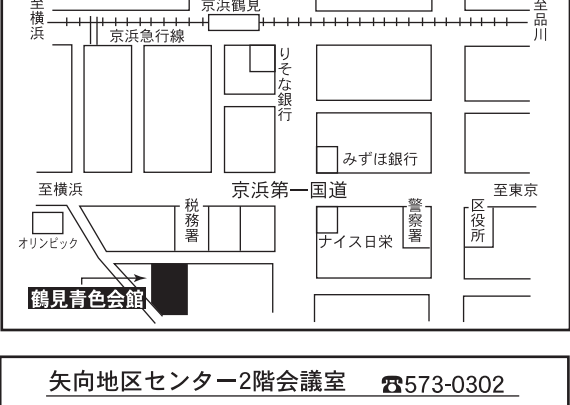 至横浜
京浜鶴見
至品川
京浜急行線
りそな銀行
みずほ銀行
至横浜
京浜第一国道
至東京
税務署
警察署
区役所
オリンピック
ナイス日栄
鶴見青色会館
矢向地区センター2階会議室 ☎573-0302